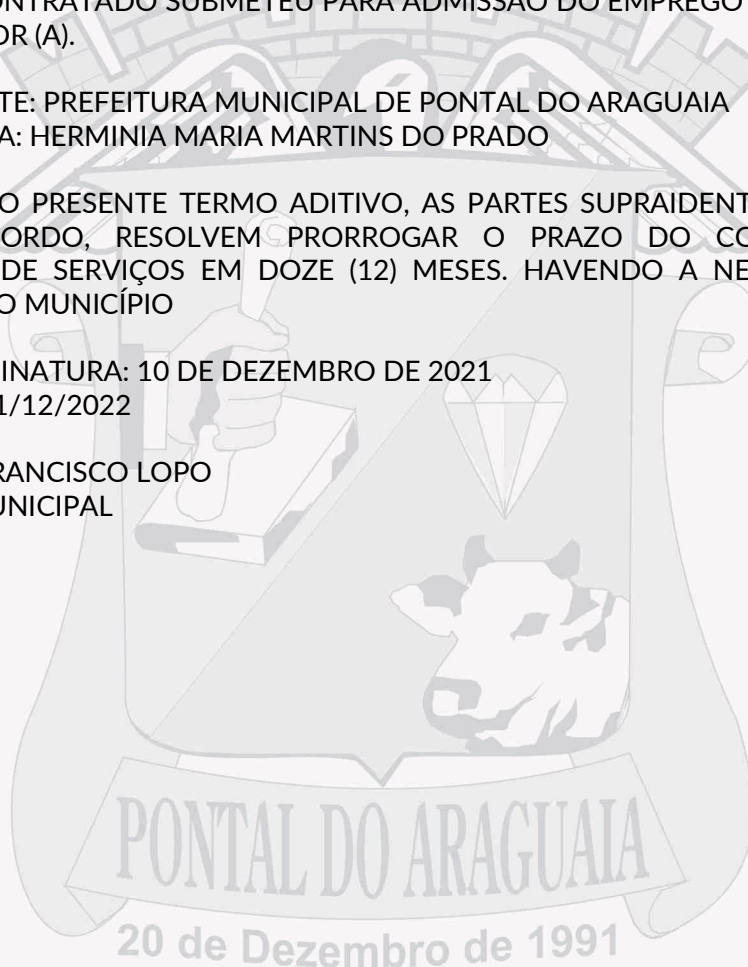 ONTRATADO SUBMETEU PARA ADMISSÃO DO EMPREGO
OR (A).
TE: PREFEITURA MUNICIPAL DE PONTAL DO ARAGUAIA
A: HERMINIA MARIA MARTINS DO PRADO
O PRESENTE TERMO ADITIVO, AS PARTES SUPRAIDENT
ORDO, RESOLVEM PRORROGAR O PRAZO DO CO
DE SERVIÇOS EM DOZE (12) MESES. HAVENDO A NE
O MUNICÍPIO
INATURA: 10 DE DEZEMBRO DE 2021
1/12/2022
RANCISCO LOPO
UNICIPAL
PONTAL DO ARAGUAIA
20 de Dezembro de 1991